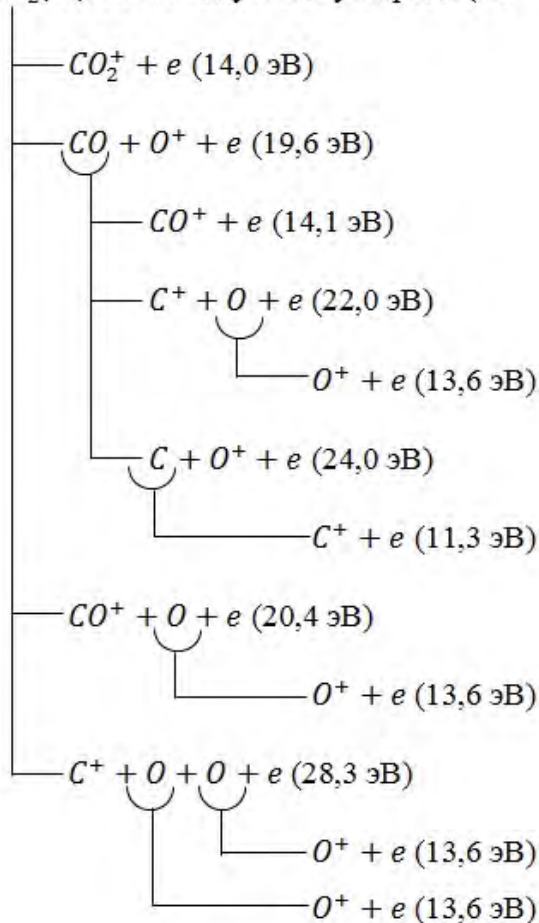 CO₂⁺ + e (14,0 эВ)
CO + O⁺ + e (19,6 эВ)
CO⁺ + e (14,1 эВ)
C⁺ + O + e (22,0 эВ)
O⁺ + e (13,6 эВ)
C + O⁺ + e (24,0 эВ)
C⁺ + e (11,3 эВ)
CO⁺ + O + e (20,4 эВ)
O⁺ + e (13,6 эВ)
C⁺ + O + O + e (28,3 эВ)
O⁺ + e (13,6 эВ)
O⁺ + e (13,6 эВ)